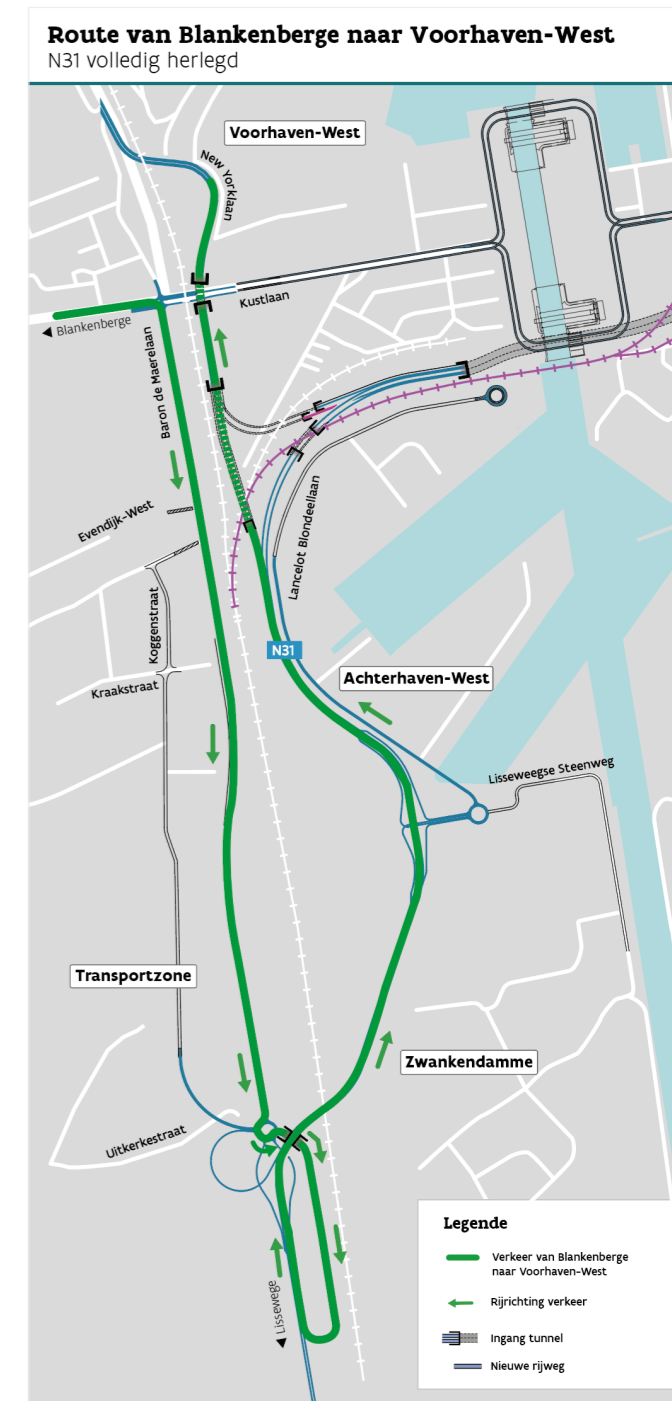 Route van Blankenberge naar Voorhaven-West
N31 volledig herlegd
Voorhaven-West
New Yorklaan
Kustlaan
◀ Blankenberge
Baron de Maerelaan
Evendijk-West
Lancelot Blondeellaan
Koggenstraat
N31
Kraakstraat
Achterhaven-West
Lisseweegse Steenweg
Transportzone
Zwankendamme
Uitkerkestraat
◀ Lissewege
Legende
Verkeer van Blankenberge
naar Voorhaven-West
Rijrichting verkeer
Ingang tunnel
Nieuwe rijweg